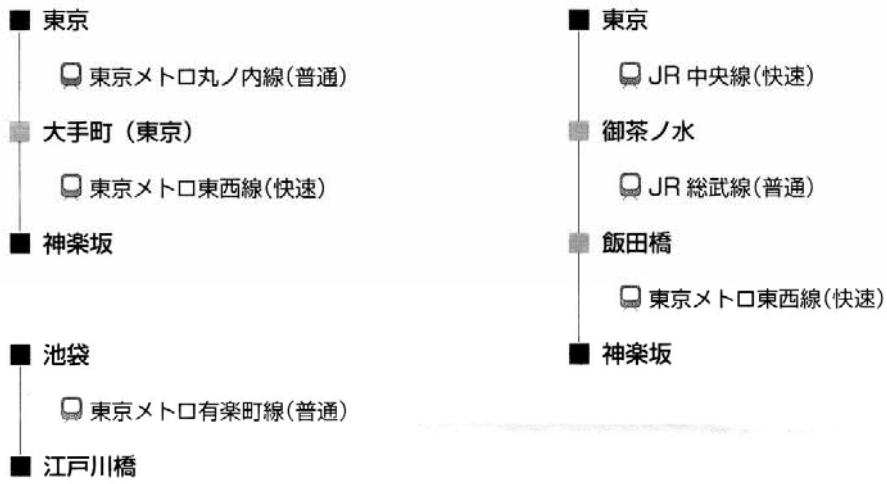 東京
東京メトロ丸ノ内線(普通)
大手町（東京）
東京メトロ東西線(快速)
神楽坂
池袋
東京メトロ有楽町線(普通)
江戸川橋
東京
JR 中央線(快速)
御茶ノ水
JR 総武線(普通)
飯田橋
東京メトロ東西線(快速)
神楽坂